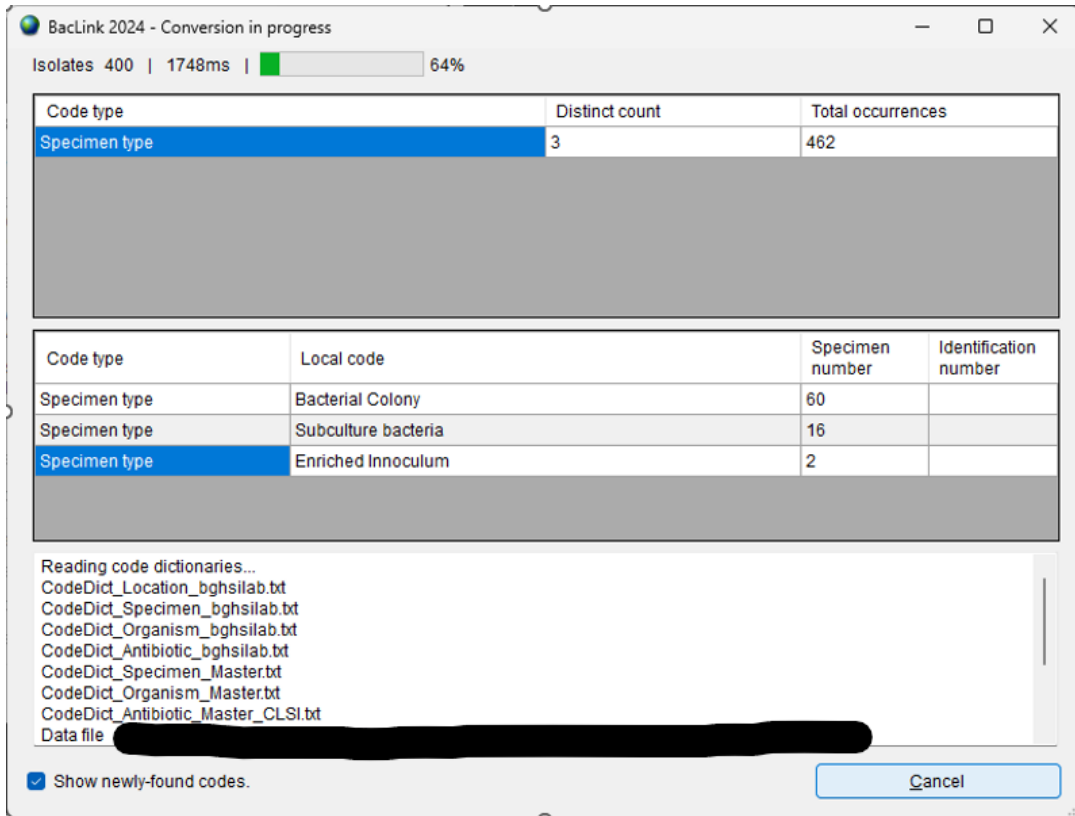 BacLink 2024 - Conversion in progress
Isolates 400 | 1748ms | 64%
Code type Distinct count Total occurrences
Specimen type 3 462
Code type Local code Specimen number Identification number
Specimen type Bacterial Colony 60
Specimen type Subculture bacteria 16
Specimen type Enriched Innoculum 2
Reading code dictionaries...
CodeDict_Location_bghsilab.txt
CodeDict_Specimen_bghsilab.txt
CodeDict_Organism_bghsilab.txt
CodeDict_Antibiotic_bghsilab.txt
CodeDict_Specimen_Master.txt
CodeDict_Organism_Master.txt
CodeDict_Antibiotic_Master_CLSI.txt
Data file
Show newly-found codes.
Cancel